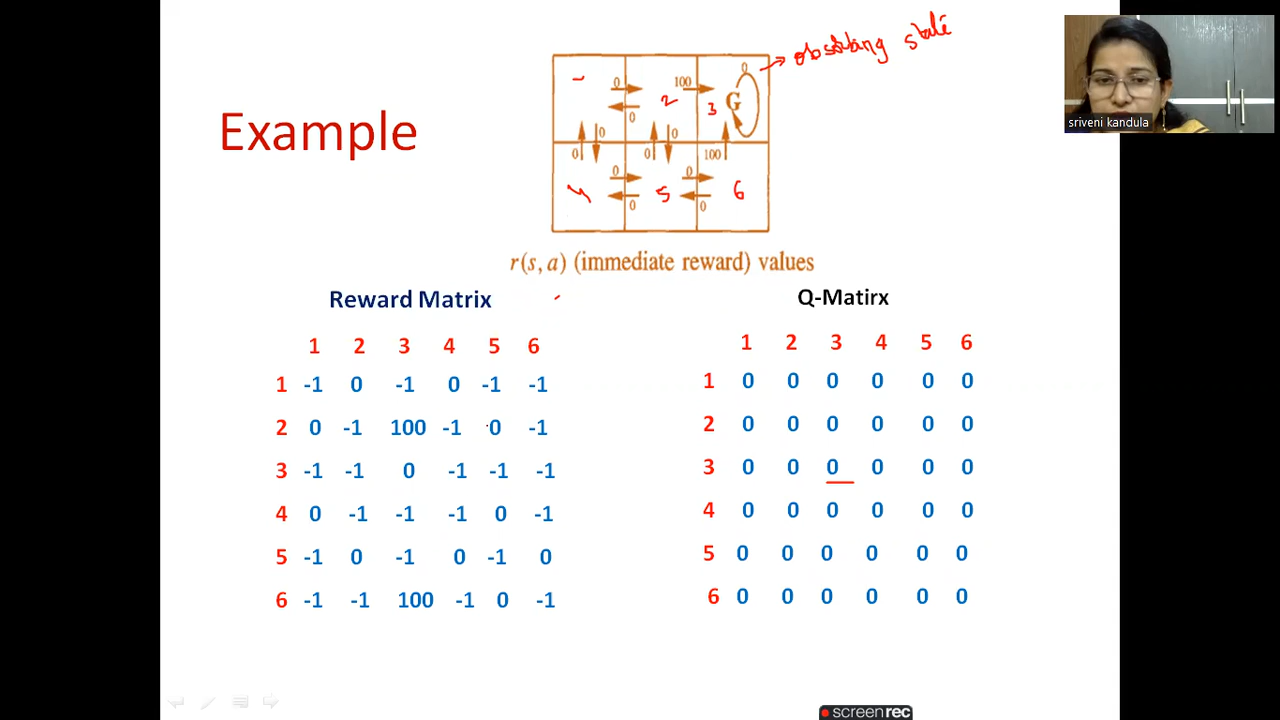 Example
absorbing state
0 100 0
- 2 3 G
0
0 0 0 0 100
0 0
4 5 6
0 0
r(s, a) (immediate reward) values
Reward Matrix
1 2 3 4 5 6
1 -1 0 -1 0 -1 -1
2 0 -1 100 -1 0 -1
3 -1 -1 0 -1 -1 -1
4 0 -1 -1 -1 0 -1
5 -1 0 -1 0 -1 0
6 -1 -1 100 -1 0 -1
Q-Matirx
1 2 3 4 5 6
1 0 0 0 0 0 0
2 0 0 0 0 0 0
3 0 0 0 0 0 0
4 0 0 0 0 0 0
5 0 0 0 0 0 0
6 0 0 0 0 0 0
sriveni kandula
screenrec